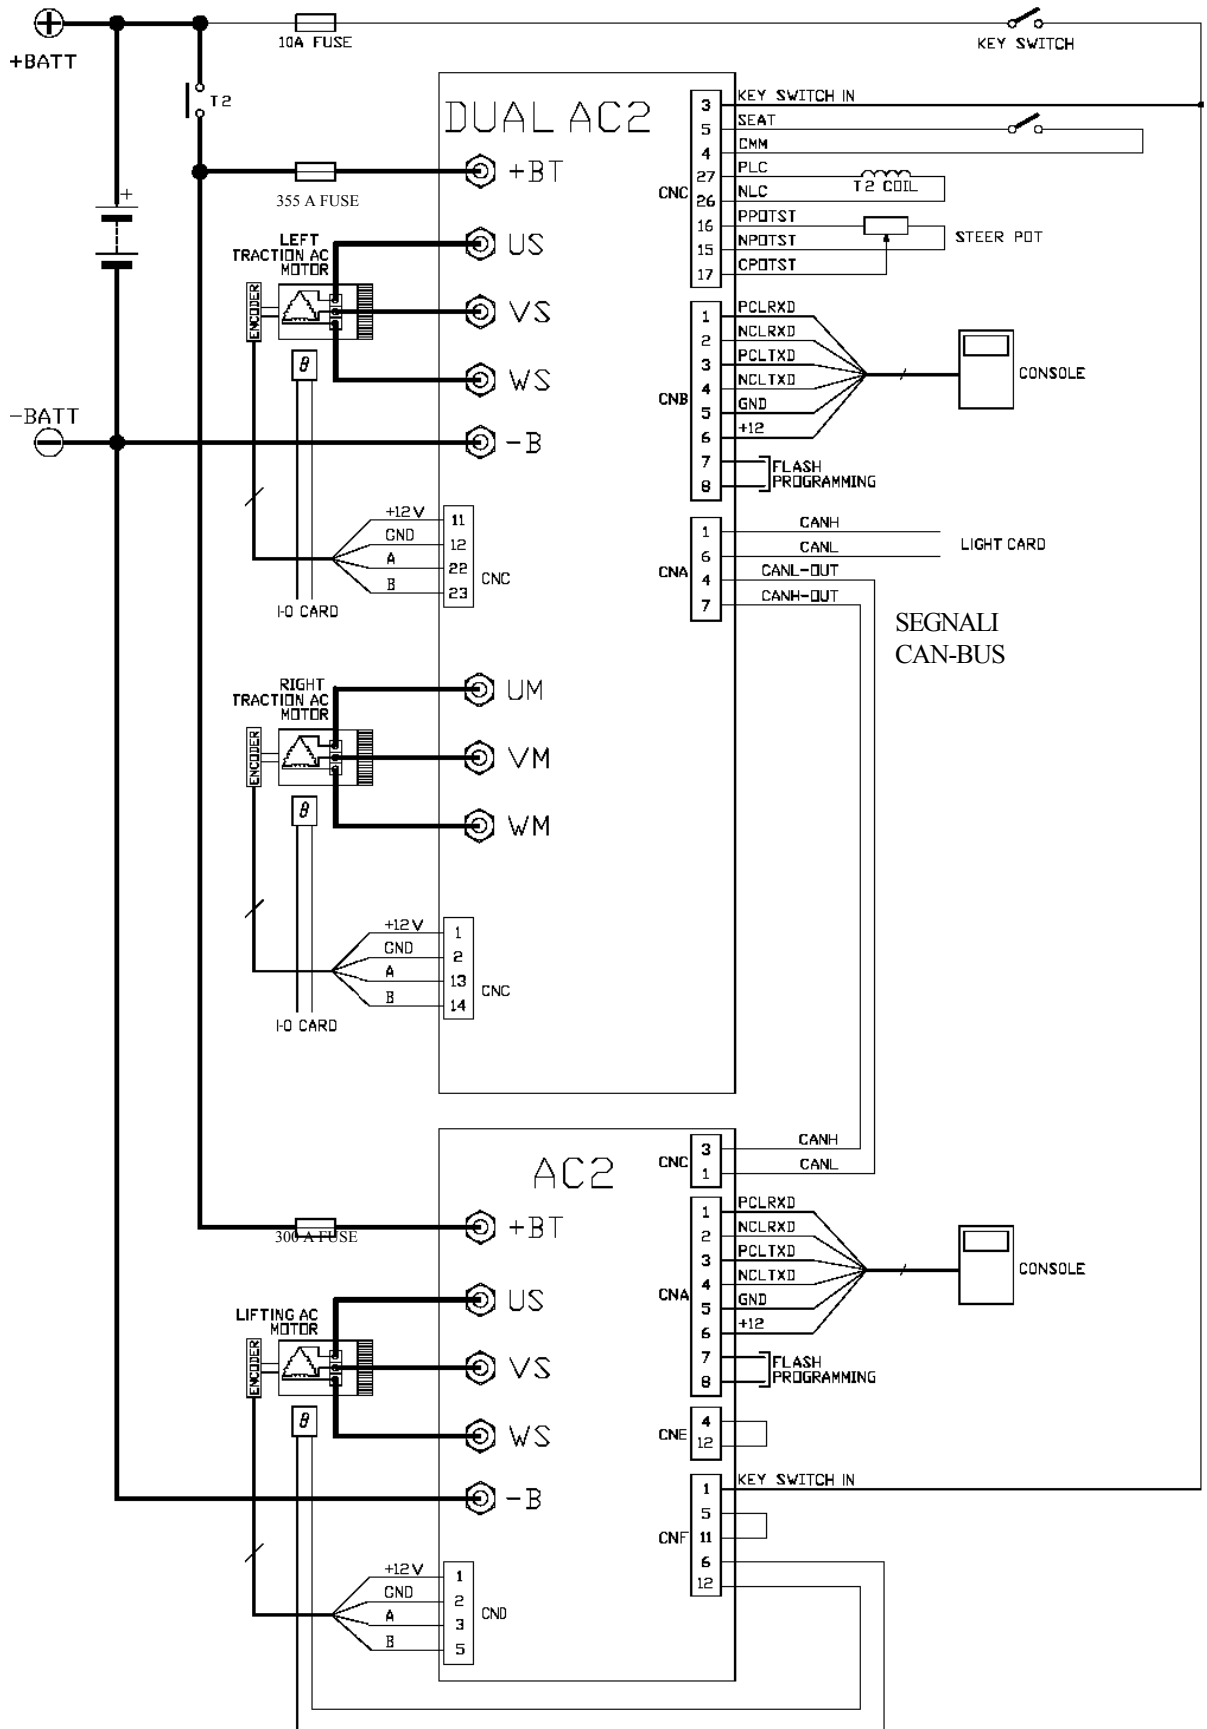 +BATT
10A FUSE
KEY SWITCH
T2
DUAL AC2
+BT
355 A FUSE
LEFT
TRACTION AC
MOTOR
ENCODER
US
VS
WS
-BATT
-B
+12V
GND
A
B
11
12
22
23
CNC
I-O CARD
CNC
3
KEY SWITCH IN
5
SEAT
4
CMM
27
PLC
26
NLC
T2 COIL
16
PPOTST
15
NPOTST
17
CPOTST
STEER POT
CNB
1
PCLRXD
2
NCLRXD
3
PCLTXD
4
NCLTXD
5
GND
6
+12
7
8
CONSOLE
FLASH
PROGRAMMING
CNA
1
CANH
6
CANL
4
CANL-OUT
7
CANH-OUT
LIGHT CARD
SEGNALI
CAN-BUS
RIGHT
TRACTION AC
MOTOR
ENCODER
UM
VM
WM
+12V
GND
A
B
1
2
13
14
CNC
I-O CARD
AC2
CNC
3
CANH
1
CANL
+BT
300 A FUSE
CNA
1
PCLRXD
2
NCLRXD
3
PCLTXD
4
NCLTXD
5
GND
6
+12
7
8
CONSOLE
FLASH
PROGRAMMING
LIFTING AC
MOTOR
ENCODER
US
VS
WS
-B
CNE
4
12
CNF
1
KEY SWITCH IN
5
11
6
12
+12V
GND
A
B
1
2
3
5
CND